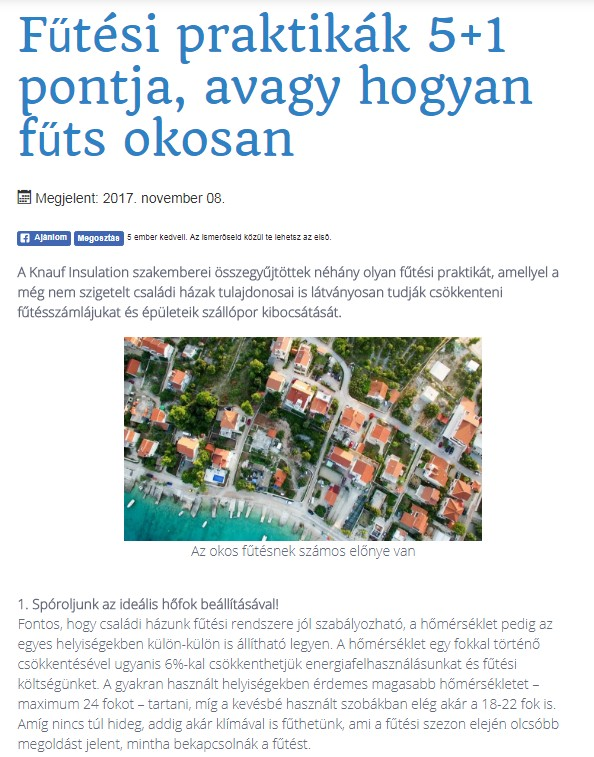 Fűtési praktikák 5+1
pontja, avagy hogyan
fűts okosan
Megjelent: 2017. november 08.
Ajánlom Megosztás 5 ember kedveli. Az ismerőseid közül te lehetsz az első.
A Knauf Insulation szakemberei összegyűjtöttek néhány olyan fűtési praktikát, amellyel a
még nem szigetelt családi házak tulajdonosai is látványosan tudják csökkenteni
fűtésszámlájukat és épületeik szállópor kibocsátását.
Az okos fűtésnek számos előnye van
1. Spóroljunk az ideális hőfok beállításával!
Fontos, hogy családi házunk fűtési rendszere jól szabályozható, a hőmérséklet pedig az
egyes helyiségekben külön-külön is állítható legyen. A hőmérséklet egy fokkal történő
csökkentésével ugyanis 6%-kal csökkenthetjük energiafelhasználásunkat és fűtési
költségünket. A gyakran használt helyiségekben érdemes magasabb hőmérsékletet –
maximum 24 fokot – tartani, míg a kevésbé használt szobákban elég akár a 18-22 fok is.
Amíg nincs túl hideg, addig akár klímával is fűthetünk, ami a fűtési szezon elején olcsóbb
megoldást jelent, mintha bekapcsolnák a fűtést.